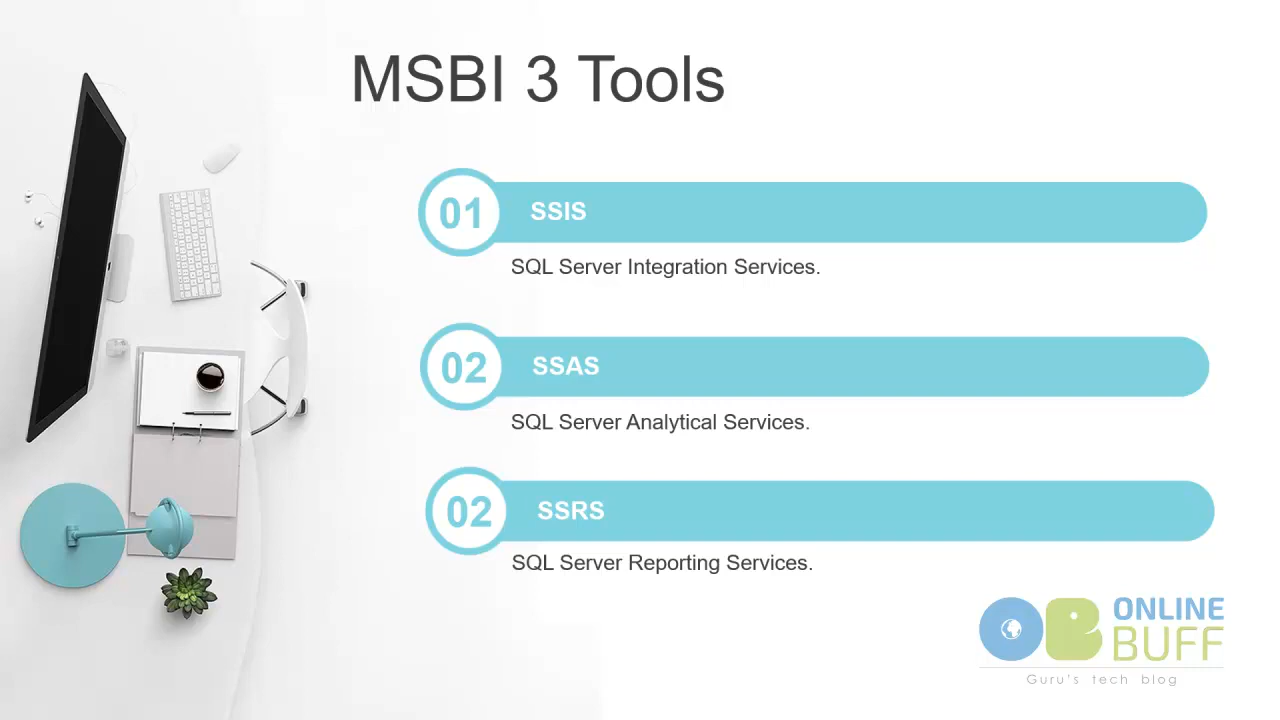 MSBI 3 Tools
01
SSIS
SQL Server Integration Services.
02
SSAS
SQL Server Analytical Services.
02
SSRS
SQL Server Reporting Services.
OB
ONLINE
BUFF
Guru's tech blog